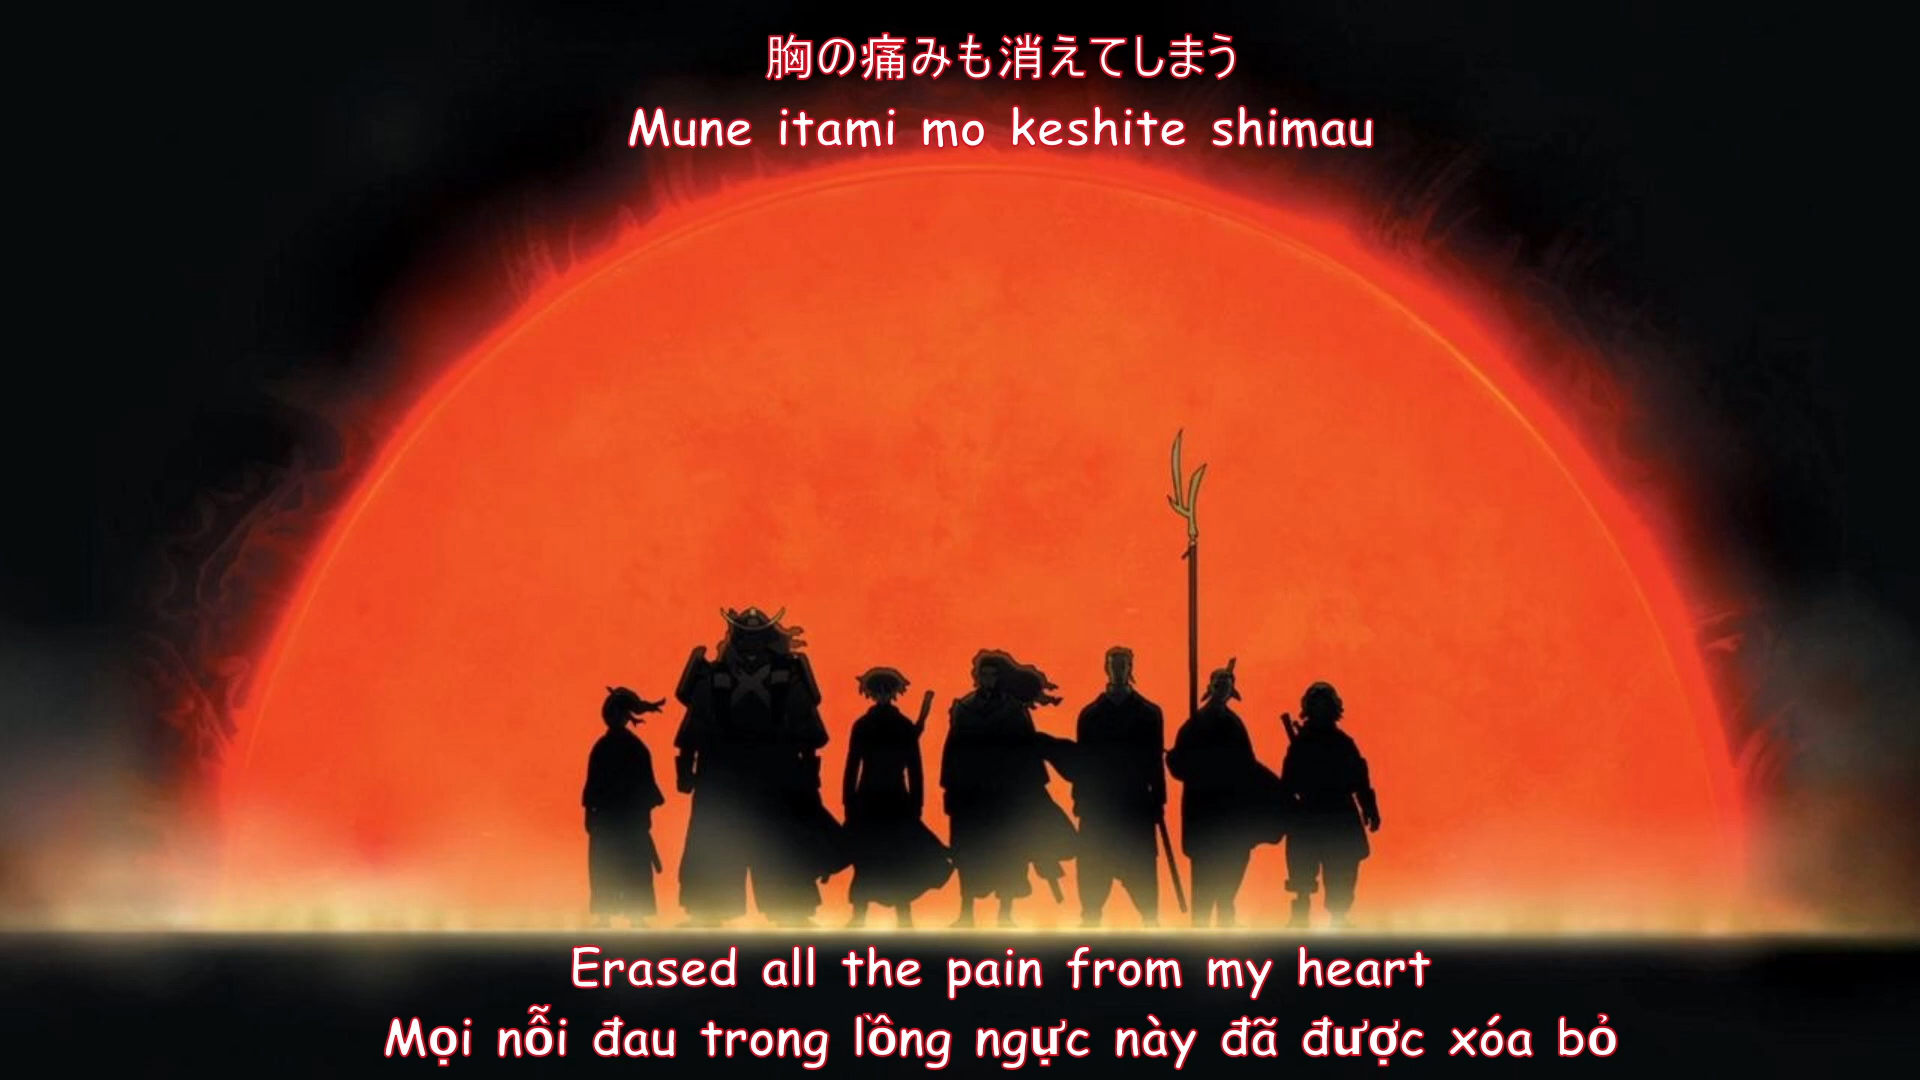 胸の痛みも消えてしまう
Mune itami mo keshite shimau
Erased all the pain from my heart
Mọi nỗi đau trong lồng ngực này đã được xóa bỏ